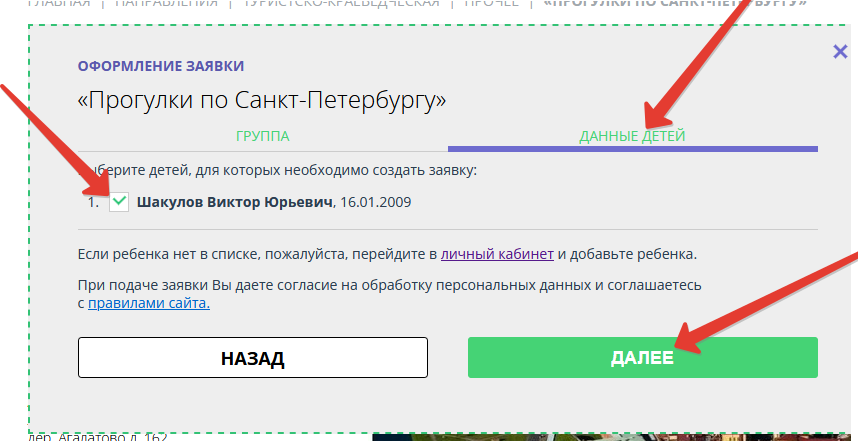 ГЛАВНАЯ | НАПРАВЛЕНИЯ | ТУРИСТСКО-КРАЕВЕДЧЕСКАЯ | ПРОЧЕЕ | «ПРОГУЛКИ ПО САНКТ-ПЕТЕРБУРГУ»
ОФОРМЛЕНИЕ ЗАЯВКИ
«Прогулки по Санкт-Петербургу»
ГРУППА ДАННЫЕ ДЕТЕЙ
Выберите детей, для которых необходимо создать заявку:
1. Шакулов Виктор Юрьевич, 16.01.2009
Если ребенка нет в списке, пожалуйста, перейдите в личный кабинет и добавьте ребенка.
При подаче заявки Вы даете согласие на обработку персональных данных и соглашаетесь
с правилами сайта.
НАЗАД ДАЛЕЕ
дер. Агалатово д. 162